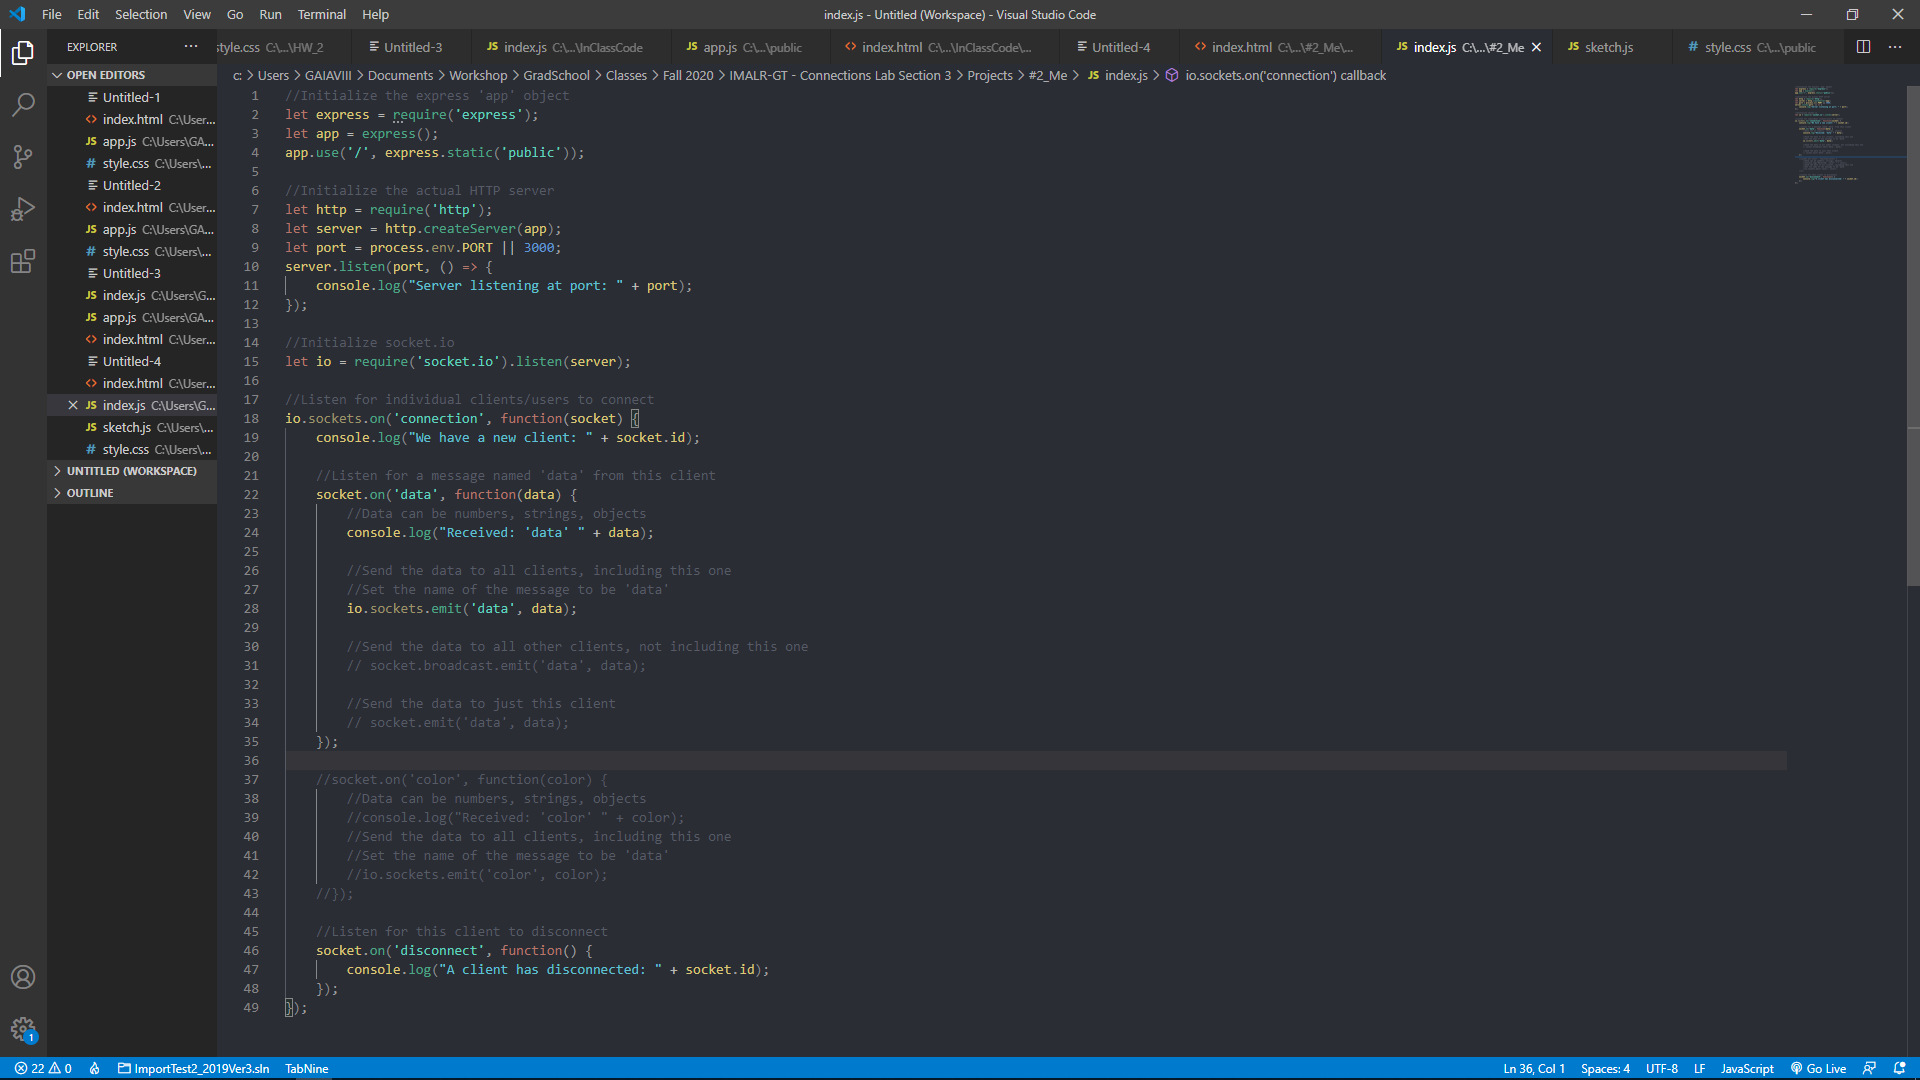 File Edit Selection View Go Run Terminal Help
index.js - Untitled (Workspace) - Visual Studio Code
EXPLORER ···
style.css C:\...\HW_2
Untitled-3
JS index.js C:\...\InClassCode
JS app.js C:\...\public
<> index.html C:\...\InClassCode\...
Untitled-4
<> index.html C:\...\#2_Me\...
JS index.js C:\...\#2_Me
JS sketch.js
# style.css C:\...\public
c: > Users > GAIAVIII > Documents > Workshop > GradSchool > Classes > Fall 2020 > IMALR-GT - Connections Lab Section 3 > Projects > #2_Me > JS index.js > io.sockets.on('connection') callback
OPEN EDITORS
Untitled-1
<> index.html C:\User...
JS app.js C:\Users\GA...
# style.css C:\Users\...
Untitled-2
<> index.html C:\User...
JS app.js C:\Users\GA...
# style.css C:\Users\...
Untitled-3
JS index.js C:\Users\G...
JS app.js C:\Users\GA...
<> index.html C:\User...
Untitled-4
<> index.html C:\User...
JS index.js C:\Users\G...
JS sketch.js C:\Users\...
# style.css C:\Users\...
UNTITLED (WORKSPACE)
OUTLINE
1 //Initialize the express 'app' object
2 let express = require('express');
3 let app = express();
4 app.use('/', express.static('public'));
5
6 //Initialize the actual HTTP server
7 let http = require('http');
8 let server = http.createServer(app);
9 let port = process.env.PORT || 3000;
10 server.listen(port, () => {
11     console.log("Server listening at port: " + port);
12 });
13
14 //Initialize socket.io
15 let io = require('socket.io').listen(server);
16
17 //Listen for individual clients/users to connect
18 io.sockets.on('connection', function(socket) {
19     console.log("We have a new client: " + socket.id);
20
21     //Listen for a message named 'data' from this client
22     socket.on('data', function(data) {
23         //Data can be numbers, strings, objects
24         console.log("Received: 'data' " + data);
25
26         //Send the data to all clients, including this one
27         //Set the name of the message to be 'data'
28         io.sockets.emit('data', data);
29
30         //Send the data to all other clients, not including this one
31         // socket.broadcast.emit('data', data);
32
33         //Send the data to just this client
34         // socket.emit('data', data);
35     });
36
37     //socket.on('color', function(color) {
38         //Data can be numbers, strings, objects
39         //console.log("Received: 'color' " + color);
40         //Send the data to all clients, including this one
41         //Set the name of the message to be 'data'
42         //io.sockets.emit('color', color);
43     //});
44
45     //Listen for this client to disconnect
46     socket.on('disconnect', function() {
47         console.log("A client has disconnected: " + socket.id);
48     });
49 });
1
22 0 ImportTest2_2019Ver3.sln TabNine
Ln 36, Col 1 Spaces: 4 UTF-8 LF JavaScript Go Live